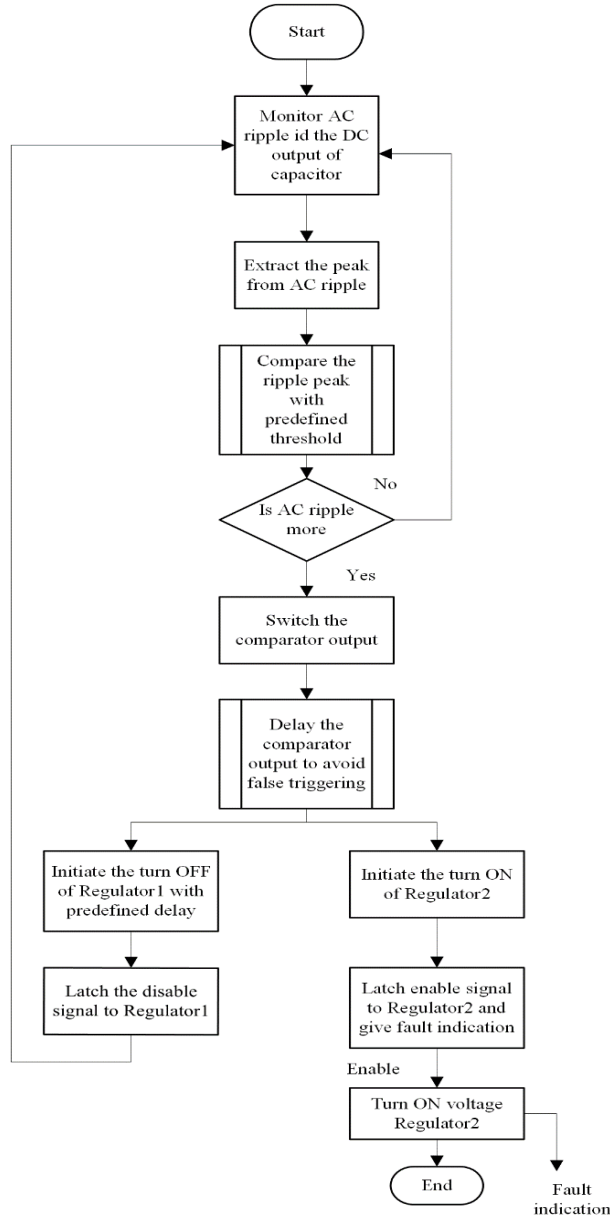 Start
Monitor AC
ripple id the DC
output of
capacitor
Extract the peak
from AC ripple
Compare the
ripple peak
with
predefined
threshold
No
Is AC ripple
more
Yes
Switch the
comparator output
Delay the
comparator
output to avoid
false triggering
Initiate the turn OFF
of Regulator1 with
predefined delay
Initiate the turn ON
of Regulator2
Latch the disable
signal to Regulator1
Latch enable signal
to Regulator2 and
give fault indication
Enable
Turn ON voltage
Regulator2
End
Fault
indication